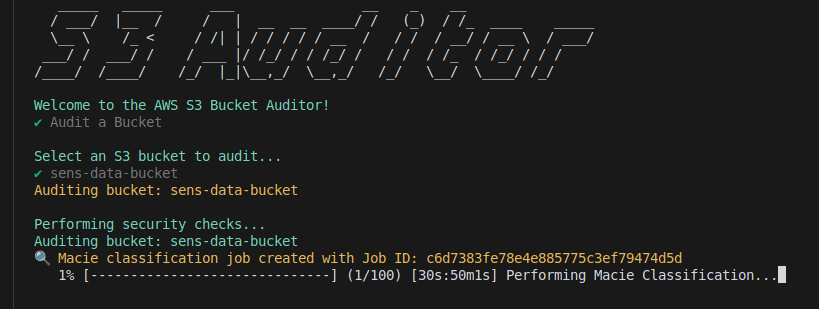 S3 Auditor
Welcome to the AWS S3 Bucket Auditor!
✔ Audit a Bucket
Select an S3 bucket to audit...
✔ sens-data-bucket
Auditing bucket: sens-data-bucket
Performing security checks...
Auditing bucket: sens-data-bucket
🔍 Macie classification job created with Job ID: c6d7383fe78e4e885775c3ef79474d5d
1% [------------------------------] (1/100) [30s:50m1s] Performing Macie Classification...